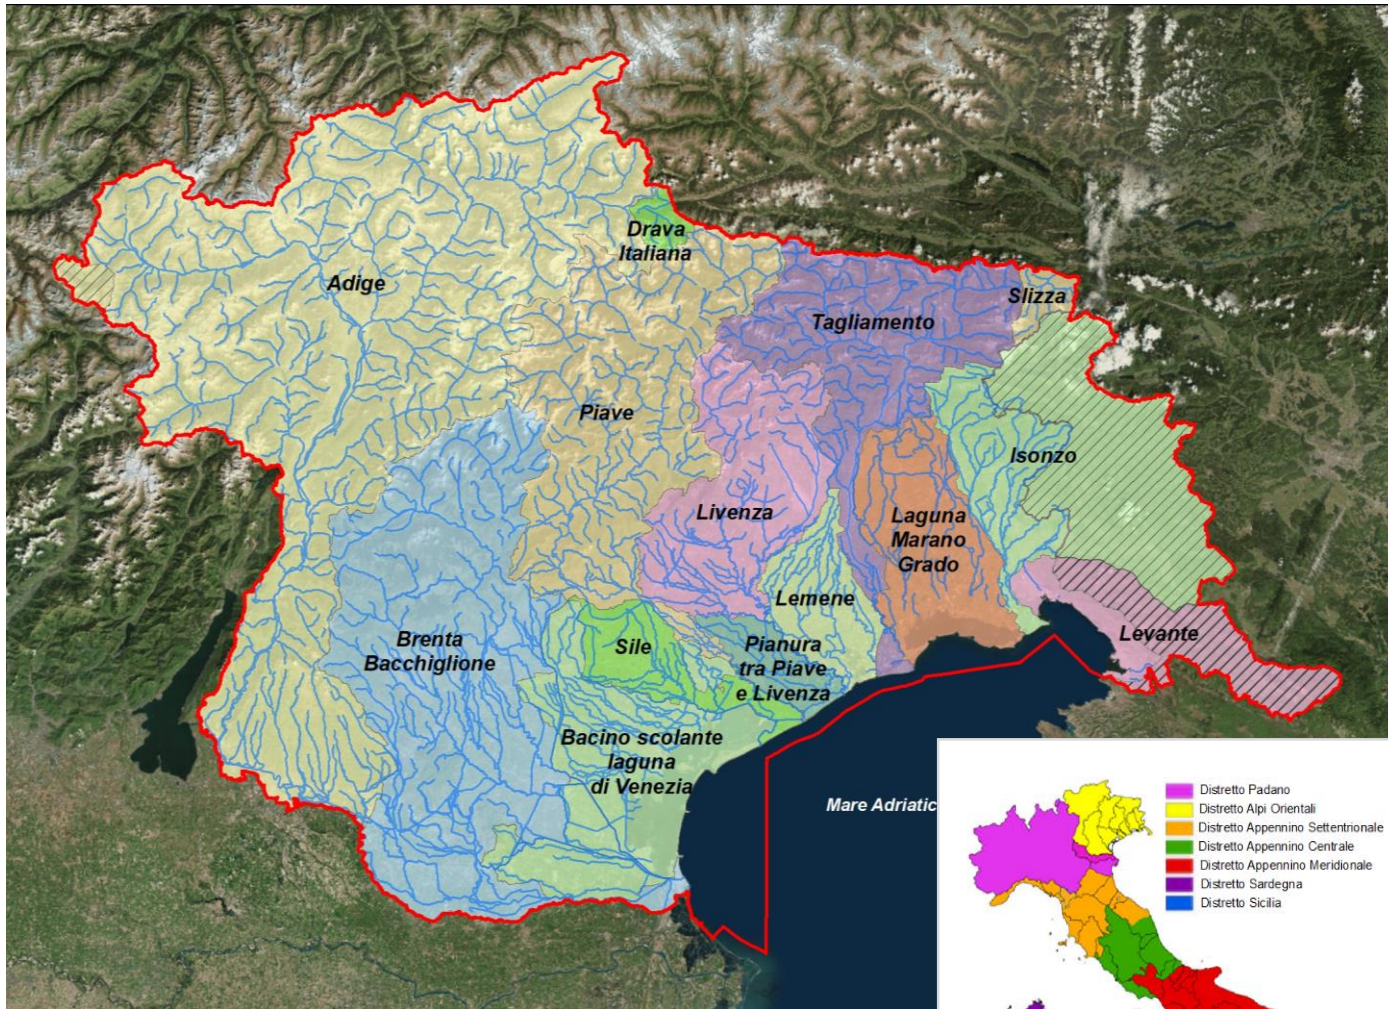 Drava
Italiana
Adige
Slizza
Tagliamento
Piave
Isonzo
Livenza
Laguna
Marano
Grado
Lemene
Levante
Brenta
Bacchiglione
Sile
Pianura
tra Piave
e Livenza
Bacino scolante
laguna
di Venezia
Mare Adriatic
Distretto Padano
Distretto Alpi Orientali
Distretto Appennino Settentrionale
Distretto Appennino Centrale
Distretto Appennino Meridionale
Distretto Sardegna
Distretto Sicilia